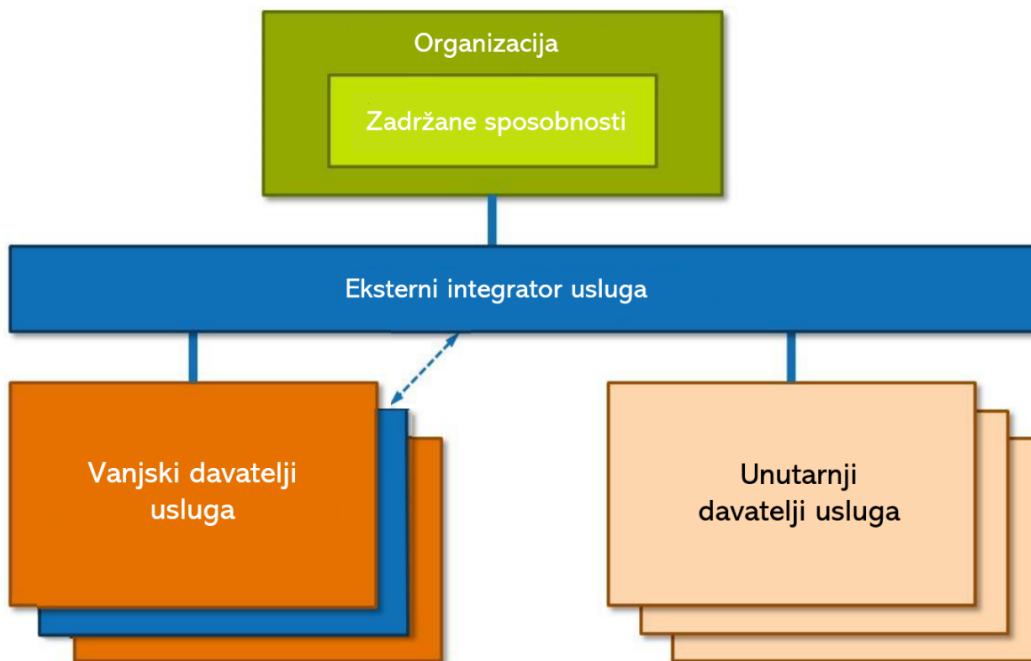 Organizacija
Zadržane sposobnosti
Eksterni integrator usluga
Vanjski davatelji
usluga
Unutarnji
davatelji usluga